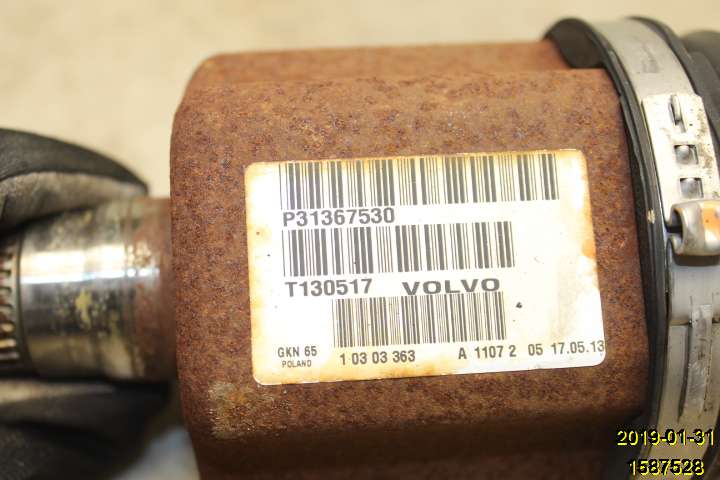 P31367530
T130517 VOLVO
GKN 65 1 03 03 363 A 1107 2 05 17.05.13
POLAND
2019-01-31
1587528